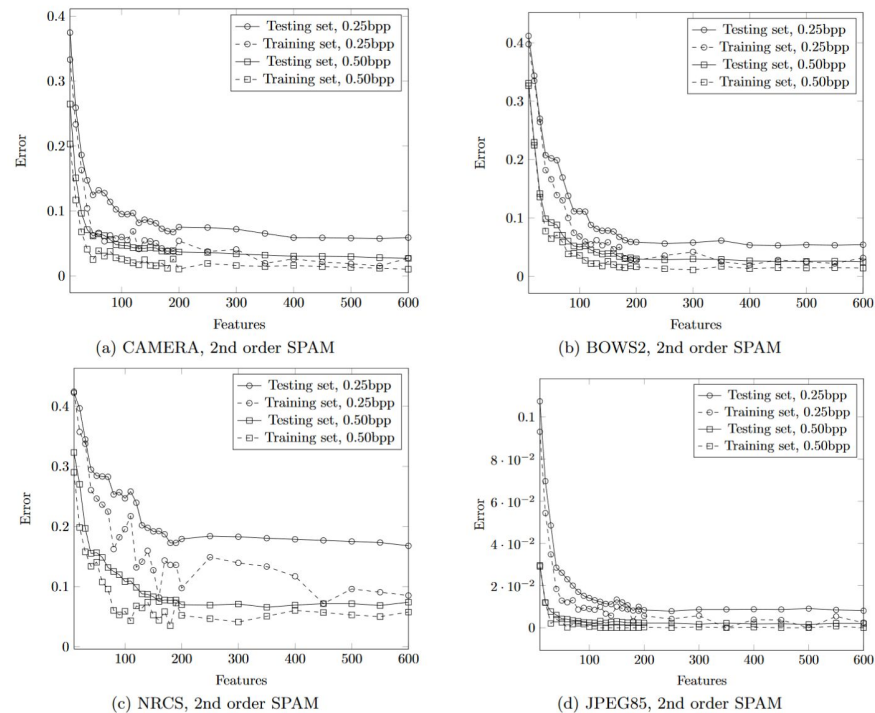 0.4
0.3
0.2
0.1
0
Error
Testing set, 0.25bpp
Training set, 0.25bpp
Testing set, 0.50bpp
Training set, 0.50bpp
100 200 300 400 500 600
Features
(a) CAMERA, 2nd order SPAM
0.4
0.3
0.2
0.1
0
Error
Testing set, 0.25bpp
Training set, 0.25bpp
Testing set, 0.50bpp
Training set, 0.50bpp
100 200 300 400 500 600
Features
(b) BOWS2, 2nd order SPAM
0.4
0.3
0.2
0.1
0
Error
Testing set, 0.25bpp
Training set, 0.25bpp
Testing set, 0.50bpp
Training set, 0.50bpp
100 200 300 400 500 600
Features
(c) NRCS, 2nd order SPAM
0.1
8 · 10⁻²
6 · 10⁻²
4 · 10⁻²
2 · 10⁻²
0
Error
Testing set, 0.25bpp
Training set, 0.25bpp
Testing set, 0.50bpp
Training set, 0.50bpp
100 200 300 400 500 600
Features
(d) JPEG85, 2nd order SPAM